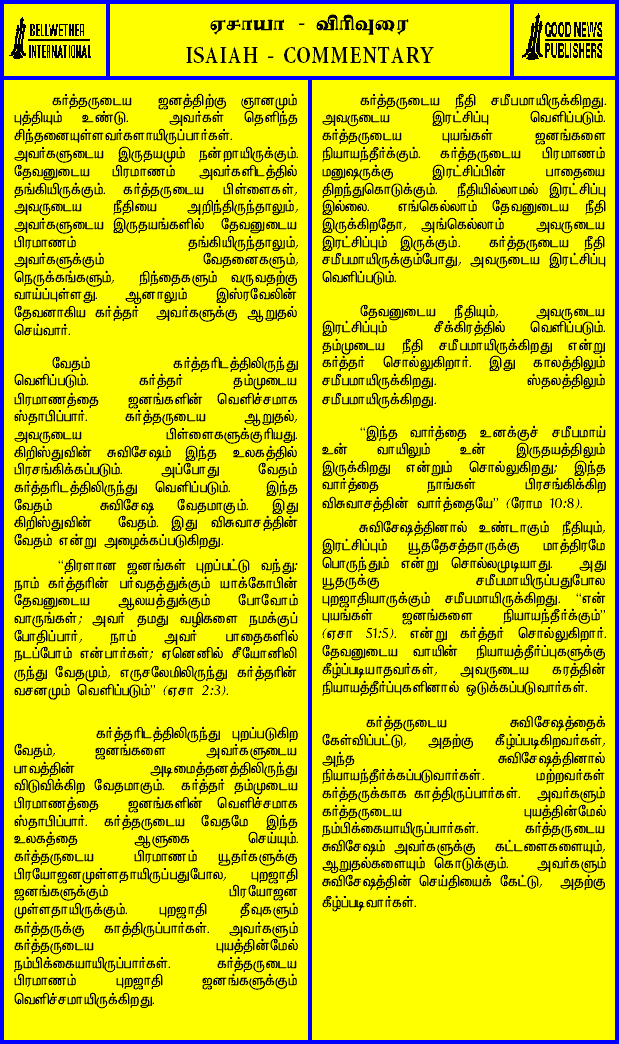 BELLWETHER
INTERNATIONAL
ஏசாயா - விரிவுரை
ISAIAH - COMMENTARY
GOOD NEWS
PUBLISHERS
கர்த்தருடைய ஜனத்திற்கு ஞானமும்
புத்தியும் உண்டு. அவர்கள் தெளிந்த
சிந்தனையுள்ளவர்களாயிருப்பார்கள்.
அவர்களுடைய இருதயமும் நன்றாயிருக்கும்.
தேவனுடைய பிரமாணம் அவர்களிடத்தில்
தங்கியிருக்கும். கர்த்தருடைய பிள்ளைகள்,
அவருடைய நீதியை அறிந்திருந்தாலும்,
அவர்களுடைய இருதயங்களில் தேவனுடைய
பிரமாணம் தங்கியிருந்தாலும்,
அவர்களுக்கும் வேதனைகளும்,
நெருக்கங்களும், நிந்தைகளும் வருவதற்கு
வாய்ப்புள்ளது. ஆனாலும் இஸ்ரவேலின்
தேவனாகிய கர்த்தர் அவர்களுக்கு ஆறுதல்
செய்வார்.
வேதம் கர்த்தரிடத்திலிருந்து
வெளிப்படும். கர்த்தர் தம்முடைய
பிரமாணத்தை ஜனங்களின் வெளிச்சமாக
ஸ்தாபிப்பார். கர்த்தருடைய ஆறுதல்,
அவருடைய பிள்ளைகளுக்குரியது.
கிறிஸ்துவின் சுவிசேஷம் இந்த உலகத்தில்
பிரசங்கிக்கப்படும். அப்போது வேதம்
கர்த்தரிடத்திலிருந்து வெளிப்படும். இந்த
வேதம் சுவிசேஷ வேதமாகும். இது
கிறிஸ்துவின் வேதம். இது விசுவாசத்தின்
வேதம் என்று அழைக்கப்படுகிறது.
“திரளான ஜனங்கள் புறப்பட்டு வந்து:
நாம் கர்த்தரின் பர்வதத்துக்கும் யாக்கோபின்
தேவனுடைய ஆலயத்துக்கும் போவோம்
வாருங்கள்; அவர் தமது வழிகளை நமக்குப்
போதிப்பார், நாம் அவர் பாதைகளில்
நடப்போம் என்பார்கள்; ஏனெனில் சீயோனிலி
ருந்து வேதமும், எருசலேமிலிருந்து கர்த்தரின்
வசனமும் வெளிப்படும்” (ஏசா 2:3).
கர்த்தரிடத்திலிருந்து புறப்படுகிற
வேதம், ஜனங்களை அவர்களுடைய
பாவத்தின் அடிமைத்தனத்திலிருந்து
விடுவிக்கிற வேதமாகும். கர்த்தர் தம்முடைய
பிரமாணத்தை ஜனங்களின் வெளிச்சமாக
ஸ்தாபிப்பார். கர்த்தருடைய வேதமே இந்த
உலகத்தை ஆளுகை செய்யும்.
கர்த்தருடைய பிரமாணம் யூதர்களுக்கு
பிரயோஜனமுள்ளதாயிருப்பதுபோல, புறஜாதி
ஜனங்களுக்கும் பிரயோஜன
முள்ளதாயிருக்கும். புறஜாதி தீவுகளும்
கர்த்தருக்கு காத்திருப்பார்கள். அவர்களும்
கர்த்தருடைய புயத்தின்மேல்
நம்பிக்கையாயிருப்பார்கள். கர்த்தருடைய
பிரமாணம் புறஜாதி ஜனங்களுக்கும்
வெளிச்சமாயிருக்கிறது.
கர்த்தருடைய நீதி சமீபமாயிருக்கிறது.
அவருடைய இரட்சிப்பு வெளிப்படும்.
கர்த்தருடைய புயங்கள் ஜனங்களை
நியாயந்தீர்க்கும். கர்த்தருடைய பிரமாணம்
மனுஷருக்கு இரட்சிப்பின் பாதையை
திறந்துகொடுக்கும். நீதியில்லாமல் இரட்சிப்பு
இல்லை. எங்கெல்லாம் தேவனுடைய நீதி
இருக்கிறதோ, அங்கெல்லாம் அவருடைய
இரட்சிப்பும் இருக்கும். கர்த்தருடைய நீதி
சமீபமாயிருக்கும்போது, அவருடைய இரட்சிப்பு
வெளிப்படும்.
தேவனுடைய நீதியும், அவருடைய
இரட்சிப்பும் சீக்கிரத்தில் வெளிப்படும்.
தம்முடைய நீதி சமீபமாயிருக்கிறது என்று
கர்த்தர் சொல்லுகிறார். இது காலத்திலும்
சமீபமாயிருக்கிறது. ஸ்தலத்திலும்
சமீபமாயிருக்கிறது.
“இந்த வார்த்தை உனக்குச் சமீபமாய்
உன் வாயிலும் உன் இருதயத்திலும்
இருக்கிறது என்றும் சொல்லுகிறது; இந்த
வார்த்தை நாங்கள் பிரசங்கிக்கிற
விசுவாசத்தின் வார்த்தையே” (ரோம 10:8).
சுவிசேஷத்தினால் உண்டாகும் நீதியும்,
இரட்சிப்பும் யூததேசத்தாருக்கு மாத்திரமே
பொருந்தும் என்று சொல்லமுடியாது. அது
யூதருக்கு சமீபமாயிருப்பதுபோல
புறஜாதியாருக்கும் சமீபமாயிருக்கிறது. “என்
புயங்கள் ஜனங்களை நியாயந்தீர்க்கும்”
(ஏசா 51:5). என்று கர்த்தர் சொல்லுகிறார்.
தேவனுடைய வாயின் நியாயத்தீர்ப்புகளுக்கு
கீழ்ப்படியாதவர்கள், அவருடைய கரத்தின்
நியாயத்தீர்ப்புகளினால் ஒடுக்கப்படுவார்கள்.
கர்த்தருடைய சுவிசேஷத்தைக்
கேள்விப்பட்டு, அதற்கு கீழ்ப்படிகிறவர்கள்,
அந்த சுவிசேஷத்தினால்
நியாயந்தீர்க்கப்படுவார்கள். மற்றவர்கள்
கர்த்தருக்காக காத்திருப்பார்கள். அவர்களும்
கர்த்தருடைய புயத்தின்மேல்
நம்பிக்கையாயிருப்பார்கள். கர்த்தருடைய
சுவிசேஷம் அவர்களுக்கு கட்டளைகளையும்,
ஆறுதல்களையும் கொடுக்கும். அவர்களும்
சுவிசேஷத்தின் செய்தியைக் கேட்டு, அதற்கு
கீழ்ப்படிவார்கள்.